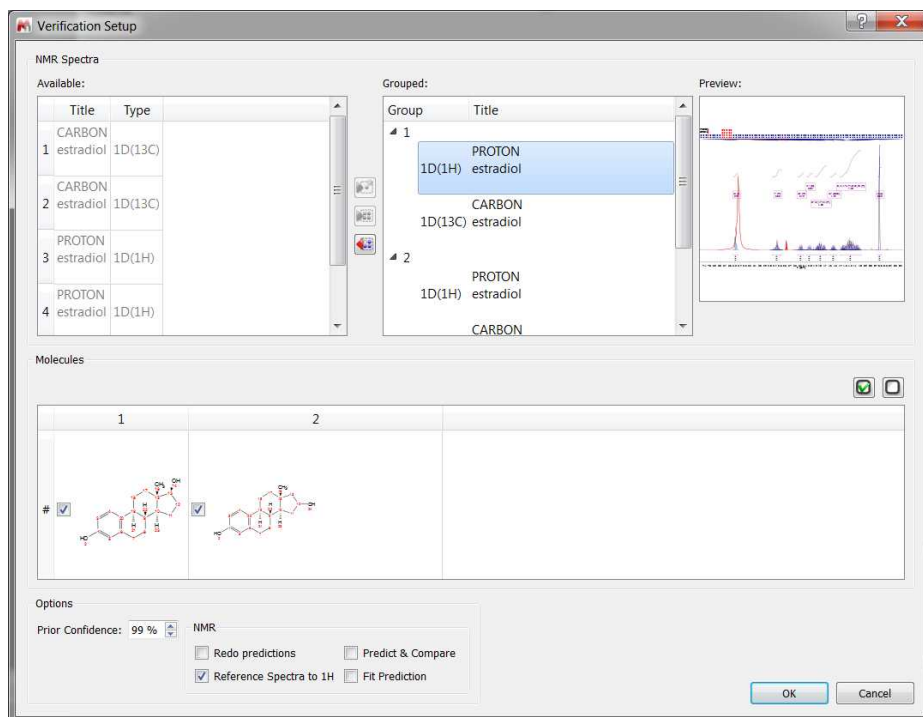 Verification Setup
NMR Spectra
Available:
Grouped:
Preview:
Title Type
Group Title
1 CARBON estradiol 1D(13C)
2 CARBON estradiol 1D(13C)
3 PROTON estradiol 1D(1H)
4 PROTON estradiol 1D(1H)
1
1D(1H) PROTON estradiol
1D(13C) CARBON estradiol
2
1D(1H) PROTON estradiol
CARBON
Molecules
1 2
#
Options
Prior Confidence: 99 %
NMR
Redo predictions
Predict & Compare
Reference Spectra to 1H
Fit Prediction
OK
Cancel